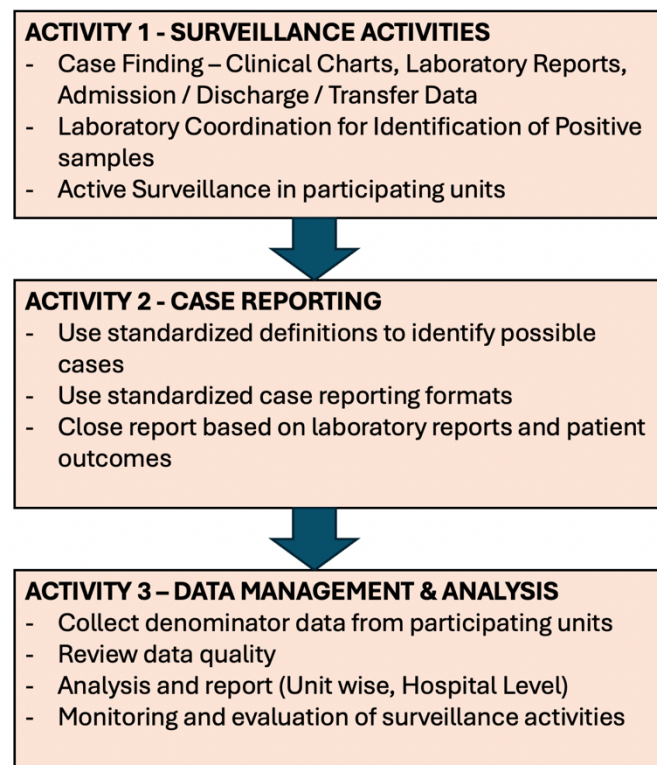 ACTIVITY 1 - SURVEILLANCE ACTIVITIES
- Case Finding – Clinical Charts, Laboratory Reports,
Admission / Discharge / Transfer Data
- Laboratory Coordination for Identification of Positive
samples
- Active Surveillance in participating units
ACTIVITY 2 - CASE REPORTING
- Use standardized definitions to identify possible
cases
- Use standardized case reporting formats
- Close report based on laboratory reports and patient
outcomes
ACTIVITY 3 – DATA MANAGEMENT & ANALYSIS
- Collect denominator data from participating units
- Review data quality
- Analysis and report (Unit wise, Hospital Level)
- Monitoring and evaluation of surveillance activities